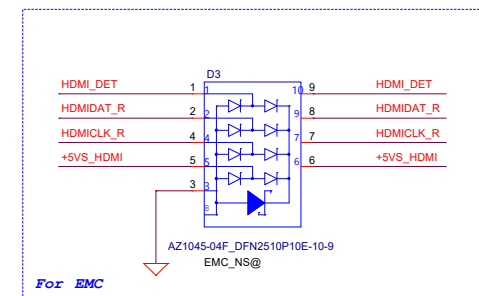 D3
HDMI_DET 1 1 10 9 HDMI_DET
HDMIDAT_R 2 2 9 8 HDMIDAT_R
HDMICLK_R 4 4 7 7 HDMICLK_R
+5VS_HDMI 5 5 6 6 +5VS_HDMI
3 3
8
AZ1045-04F_DFN2510P10E-10-9
EMC_NS@
For EMC